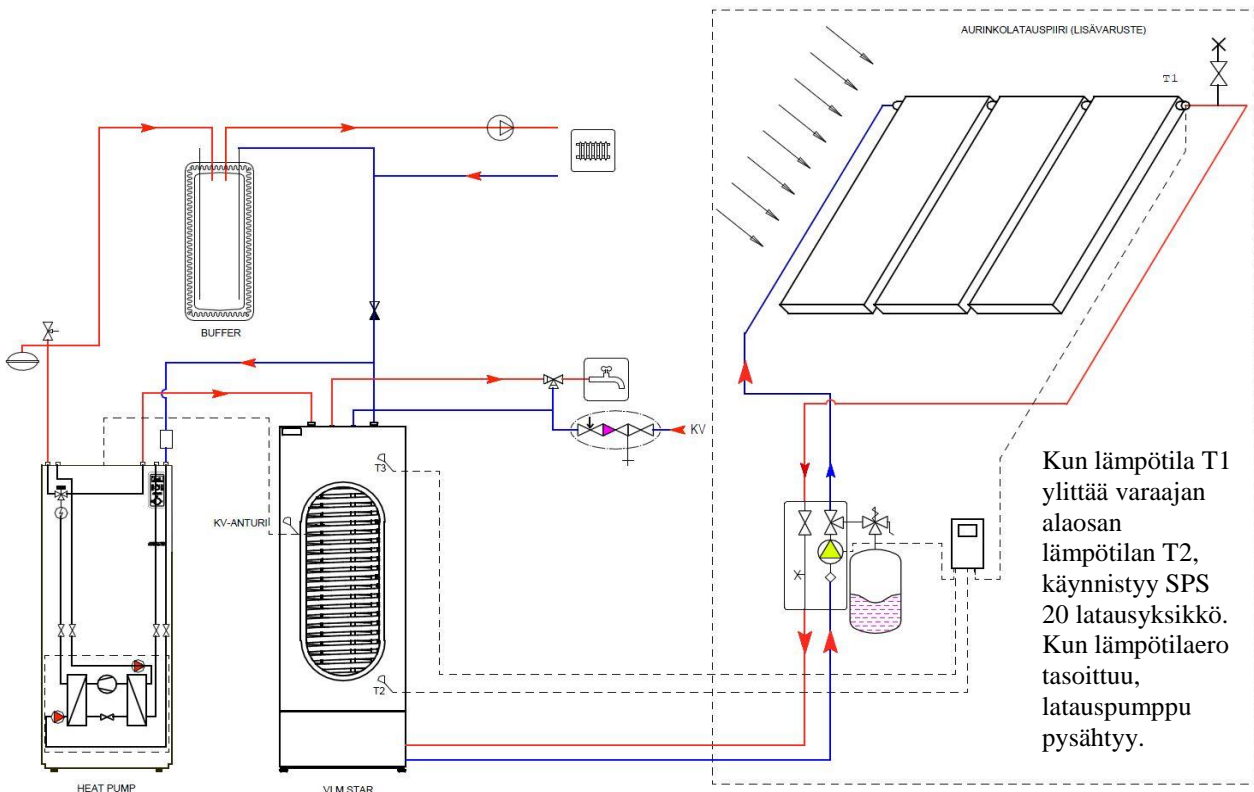 AURINKOLATAUSPIIRI (LISÄVARUSTE)
T1
BUFFER
KV
T3
KV-ANTURI
T2
HEAT PUMP
VLM STAR
Kun lämpötila T1
ylittää varaajan
alaosan
lämpötilan T2,
käynnistyy SPS
20 latausyksikkö.
Kun lämpötilaero
tasoittuu,
latauspumppu
pysähtyy.